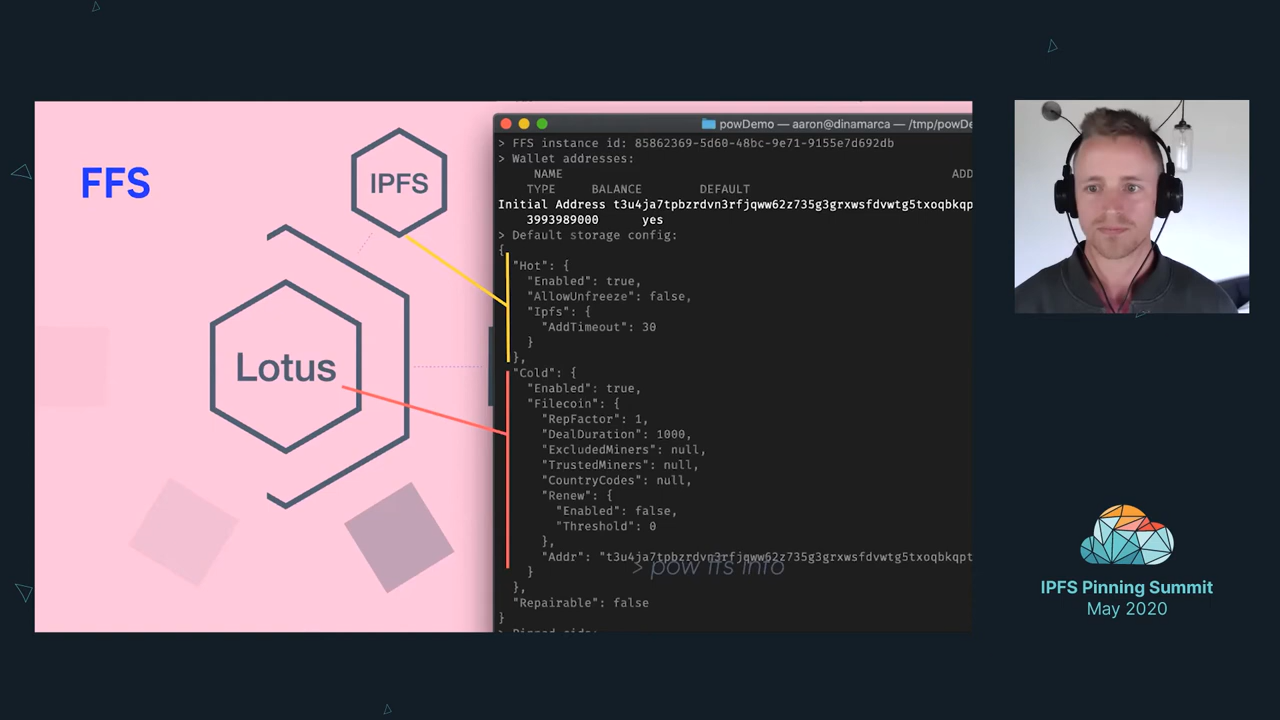 FFS
IPFS
Lotus
powDemo — aaron@dinamarca — /tmp/powDe
> FFS instance id: 85862369-5d60-48bc-9e71-9155e7d692db
> Wallet addresses:
NAME ADD
TYPE BALANCE DEFAULT
Initial Address t3u4ja7tpbzrdvn3rfjqww62z735g3grxwsfdvwtg5txoqbkqp
3993989000 yes
> Default storage config:
{
"Hot": {
"Enabled": true,
"AllowUnfreeze": false,
"Ipfs": {
"AddTimeout": 30
}
},
"Cold": {
"Enabled": true,
"Filecoin": {
"RepFactor": 1,
"DealDuration": 1000,
"ExcludedMiners": null,
"TrustedMiners": null,
"CountryCodes": null,
"Renew": {
"Enabled": false,
"Threshold": 0
},
"Addr": "t3u4ja7tpbzrdvn3rfjqww62z735g3grxwsfdvwtg5txoqbkqpt
> pow ffs info
}
},
"Repairable": false
}
> Pinned cids:
IPFS Pinning Summit
May 2020